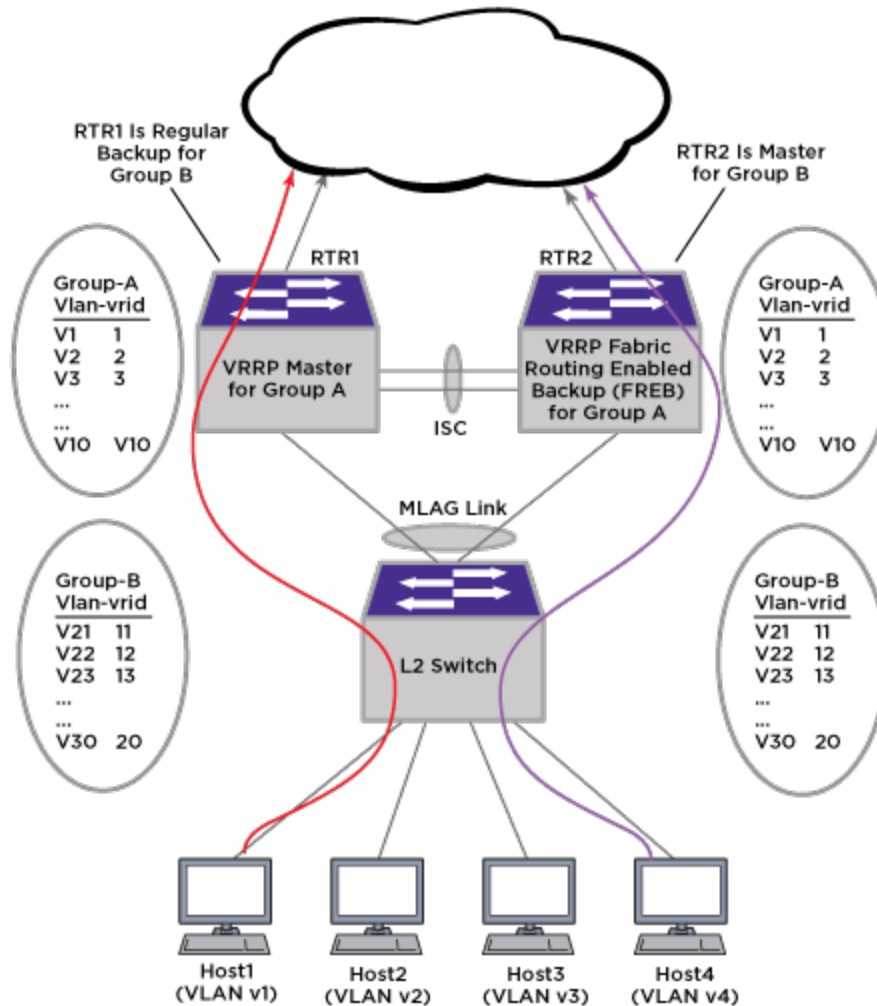 RTR1 Is Regular
Backup for
Group B
RTR2 Is Master
for Group B
RTR1
RTR2
Group-A
Vlan-vrid
V1 1
V2 2
V3 3
...
...
V10 V10
VRRP Master
for Group A
ISC
VRRP Fabric
Routing Enabled
Backup (FREB)
for Group A
Group-A
Vlan-vrid
V1 1
V2 2
V3 3
...
...
V10 V10
MLAG Link
Group-B
Vlan-vrid
V21 11
V22 12
V23 13
...
...
V30 20
L2 Switch
Group-B
Vlan-vrid
V21 11
V22 12
V23 13
...
...
V30 20
Host1
(VLAN v1)
Host2
(VLAN v2)
Host3
(VLAN v3)
Host4
(VLAN v4)